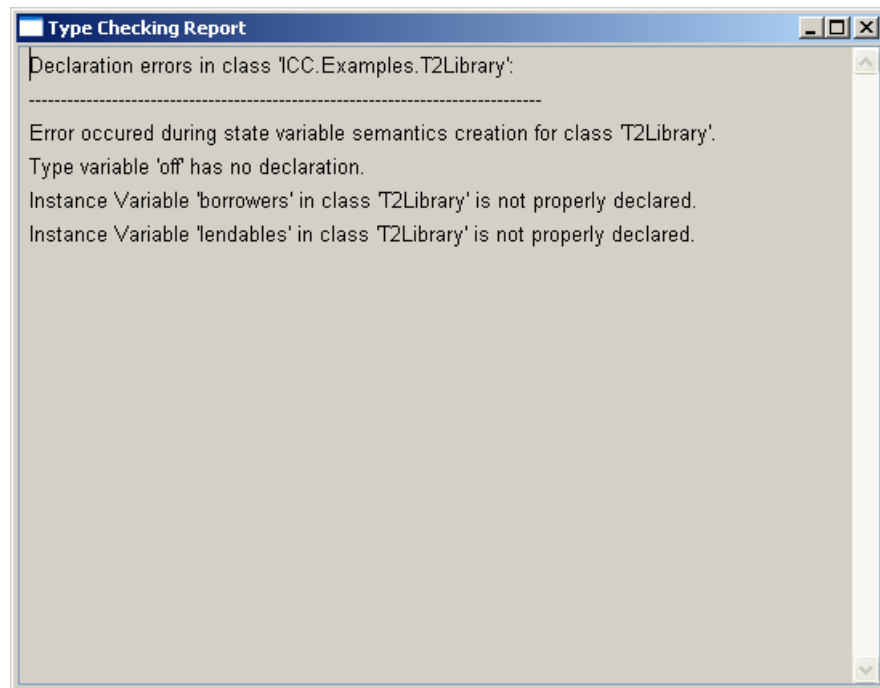 Type Checking Report
Declaration errors in class 'ICC.Examples.T2Library':
--------------------------------------------------------------------------------
Error occured during state variable semantics creation for class 'T2Library'.
Type variable 'off' has no declaration.
Instance Variable 'borrowers' in class 'T2Library' is not properly declared.
Instance Variable 'lendables' in class 'T2Library' is not properly declared.